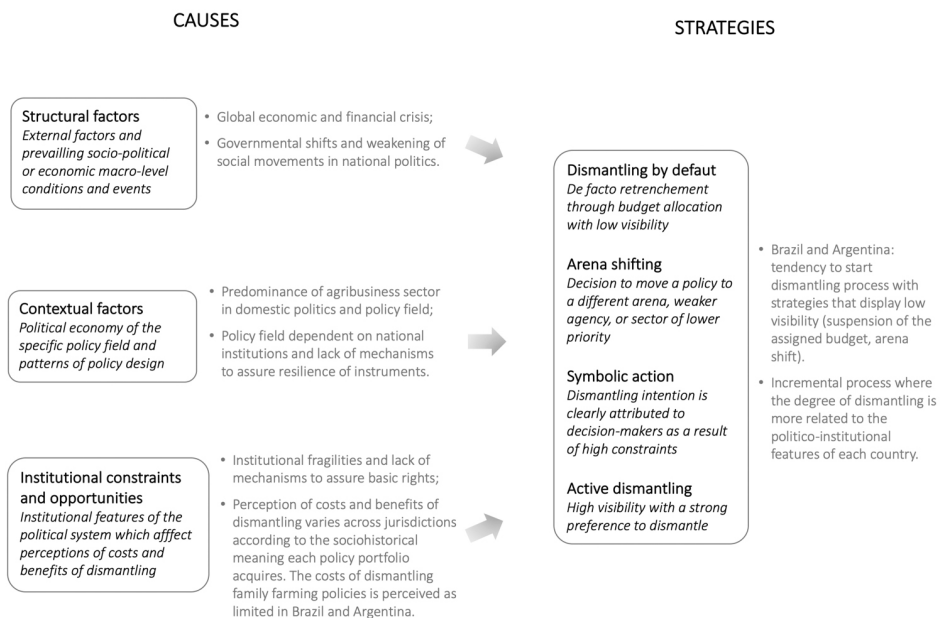 CAUSES
STRATEGIES
Structural factors
External factors and
prevailling socio-political
or economic macro-level
conditions and events
• Global economic and financial crisis;
• Governmental shifts and weakening of
social movements in national politics.
Contextual factors
Political economy of the
specific policy field and
patterns of policy design
• Predominance of agribusiness sector
in domestic politics and policy field;
• Policy field dependent on national
institutions and lack of mechanisms
to assure resilience of instruments.
Institutional constraints
and opportunities
Institutional features of the
political system which afffect
perceptions of costs and
benefits of dismantling
• Institutional fragilities and lack of
mechanisms to assure basic rights;
• Perception of costs and benefits of
dismantling varies across jurisdictions
according to the sociohistorical
meaning each policy portfolio
acquires. The costs of dismantling
family farming policies is perceived as
limited in Brazil and Argentina.
Dismantling by defaut
De facto retrenchement
through budget allocation
with low visibility
Arena shifting
Decision to move a policy to
a different arena, weaker
agency, or sector of lower
priority
Symbolic action
Dismantling intention is
clearly attributed to
decision-makers as a result
of high constraints
Active dismantling
High visibility with a strong
preference to dismantle
• Brazil and Argentina:
tendency to start
dismantling process with
strategies that display low
visibility (suspension of the
assigned budget, arena
shift).
• Incremental process where
the degree of dismantling is
more related to the
politico-institutional
features of each country.